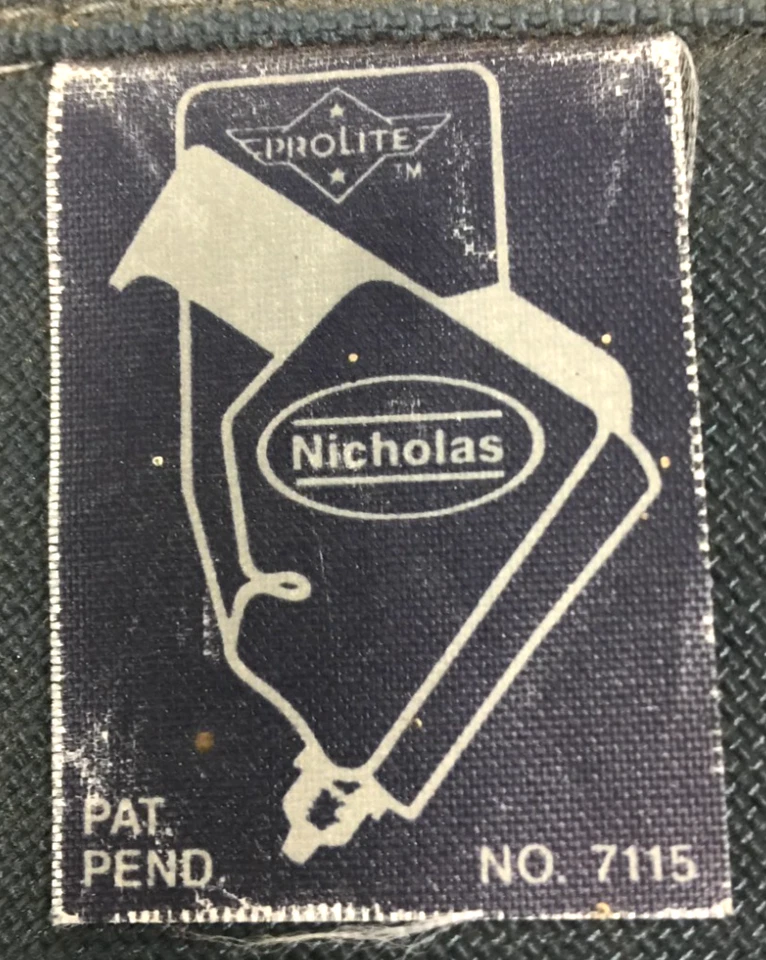 PROLITE
TM
Nicholas
PAT.
PEND.
NO. 7115